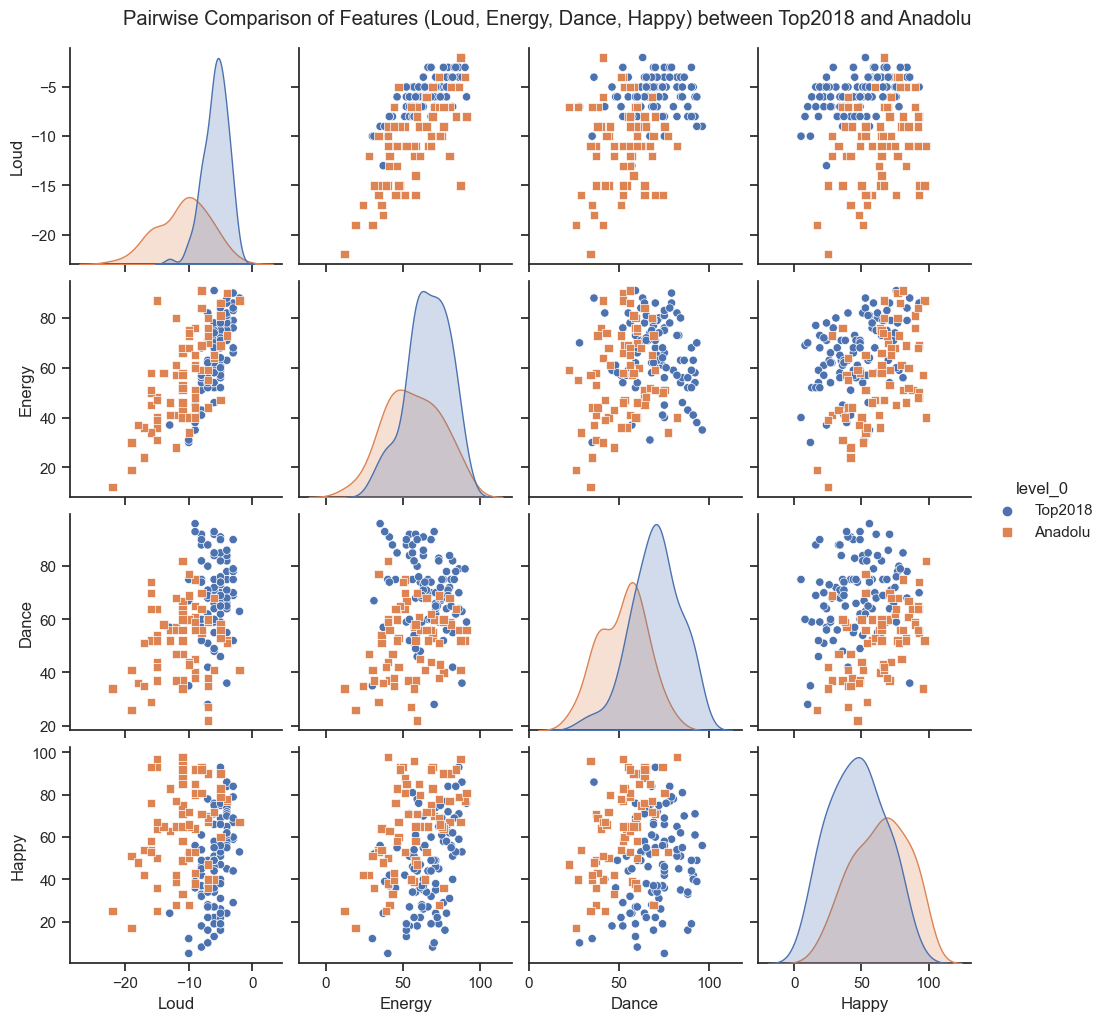 Pairwise Comparison of Features (Loud, Energy, Dance, Happy) between Top2018 and Anadolu
−5
−10
−15
−20
Loud
80
60
40
20
Energy
level_0
Top2018
Anadolu
80
60
40
20
Dance
100
80
60
40
20
Happy
−20 −10 0 0 50 100 0 50 100 0 50 100
Loud Energy Dance Happy